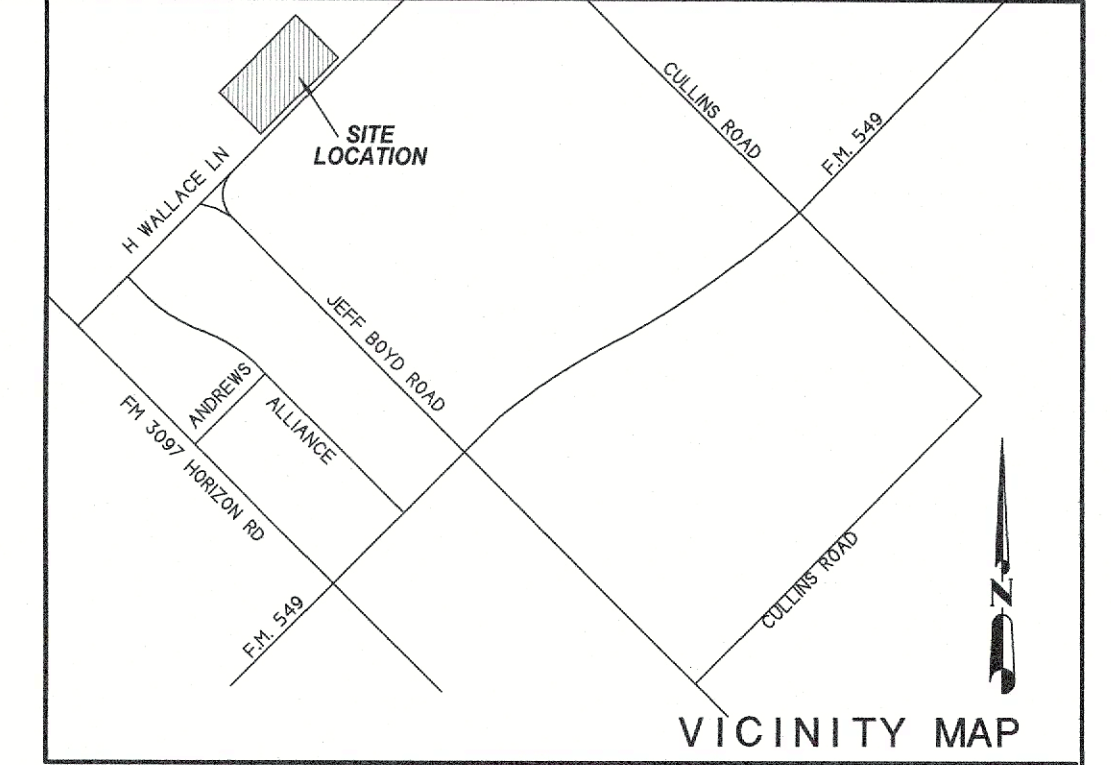 CULLINS ROAD
F.M. 549
SITE
LOCATION
H WALLACE LN
JEFF BOYD ROAD
ANDREWS
ALLIANCE
FM 3097 HORIZON RD
CULLINS ROAD
F.M. 549
N
VICINITY MAP